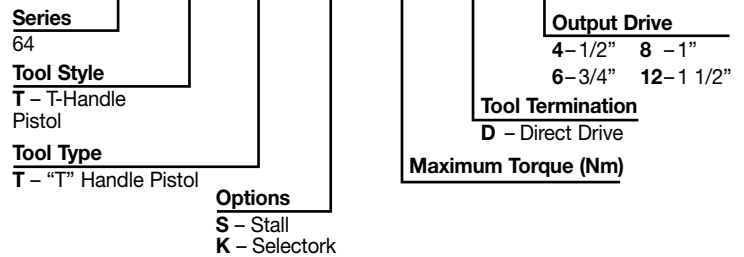 Series
64
Tool Style
T – T-Handle
Pistol
Tool Type
T – “T” Handle Pistol
Options
S – Stall
K – Selectork
Output Drive
4–1/2” 8 –1”
6–3/4” 12–1 1/2”
Tool Termination
D – Direct Drive
Maximum Torque (Nm)